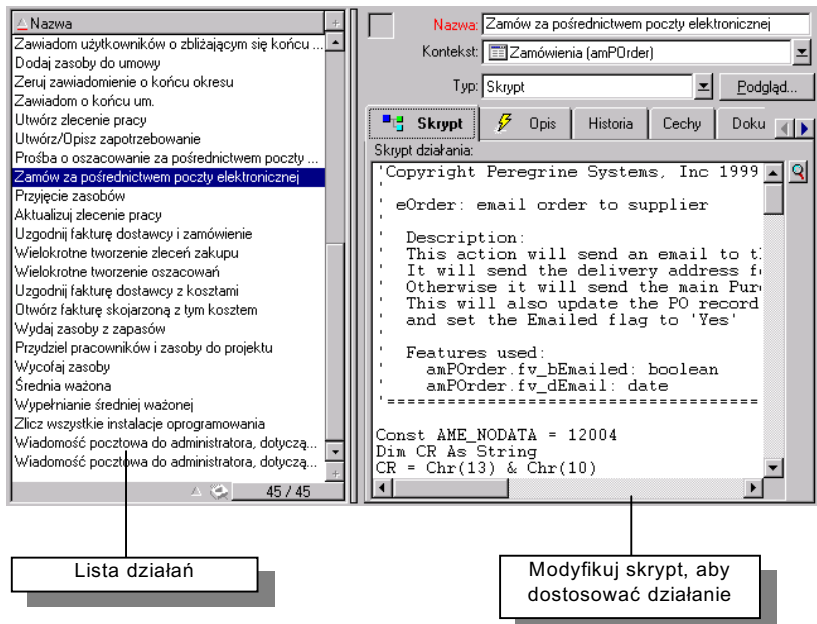 Nazwa
Zawiadom użytkowników o zbliżającym się końcu ...
Dodaj zasoby do umowy
Zeruj zawiadomienie o końcu okresu
Zawiadom o końcu um.
Utwórz zlecenie pracy
Utwórz/Opisz zapotrzebowanie
Prośba o oszacowanie za pośrednictwem poczty ...
Zamów za pośrednictwem poczty elektronicznej
Przyjęcie zasobów
Aktualizuj zlecenie pracy
Uzgodnij fakturę dostawcy i zamówienie
Wielokrotne tworzenie zleceń zakupu
Wielokrotne tworzenie oszacowań
Uzgodnij fakturę dostawcy z kosztami
Otwórz fakturę skojarzoną z tym kosztem
Wydaj zasoby z zapasów
Przydziel pracowników i zasoby do projektu
Wycofaj zasoby
Średnia ważona
Wypełnianie średniej ważonej
Zlicz wszystkie instalacje oprogramowania
Wiadomość pocztowa do administratora, dotyczą...
Wiadomość pocztowa do administratora, dotyczą...
45 / 45
Nazwa: Zamów za pośrednictwem poczty elektronicznej
Kontekst: Zamówienia (amPOrder)
Typ: Skrypt Podgląd...
Skrypt Opis Historia Cechy Doku
Skrypt działania:
'Copyright Peregrine Systems, Inc 1999
'
' eOrder: email order to supplier
'
'  Description:
'  This action will send an email to t
'  It will send the delivery address f
'  Otherwise it will send the main Pur
'  This will also update the PO record
'  and set the Emailed flag to 'Yes'
'
'  Features used:
'    amPOrder.fv_bEmailed: boolean
'    amPOrder.fv_dEmail: date
'=====================================
Const AME_NODATA = 12004
Dim CR As String
CR = Chr(13) & Chr(10)
Lista działań
Modyfikuj skrypt, aby
dostosować działanie